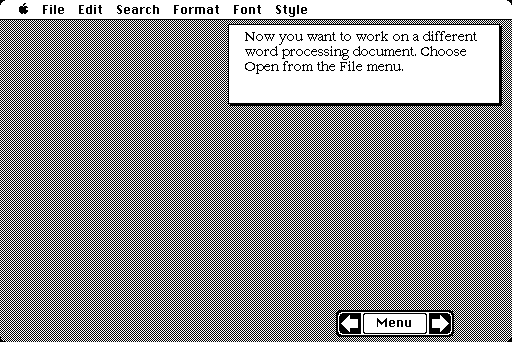 File Edit Search Format Font Style
Now you want to work on a different
word processing document. Choose
Open from the File menu.
Menu